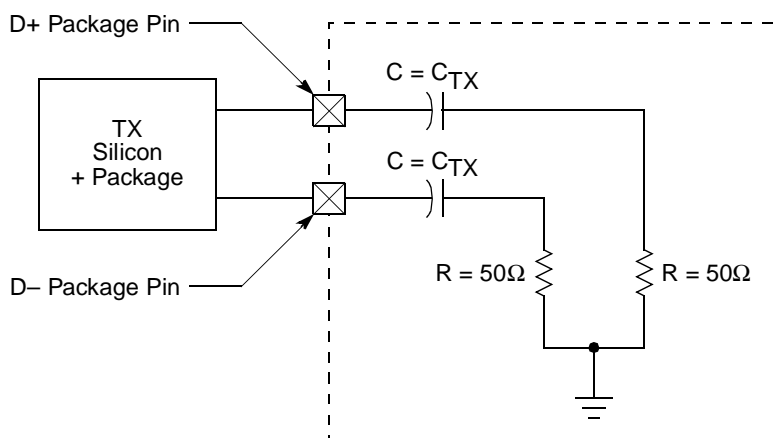 D+ Package Pin
C = CTX
TX
Silicon
+ Package
C = CTX
D– Package Pin
R = 50Ω
R = 50Ω